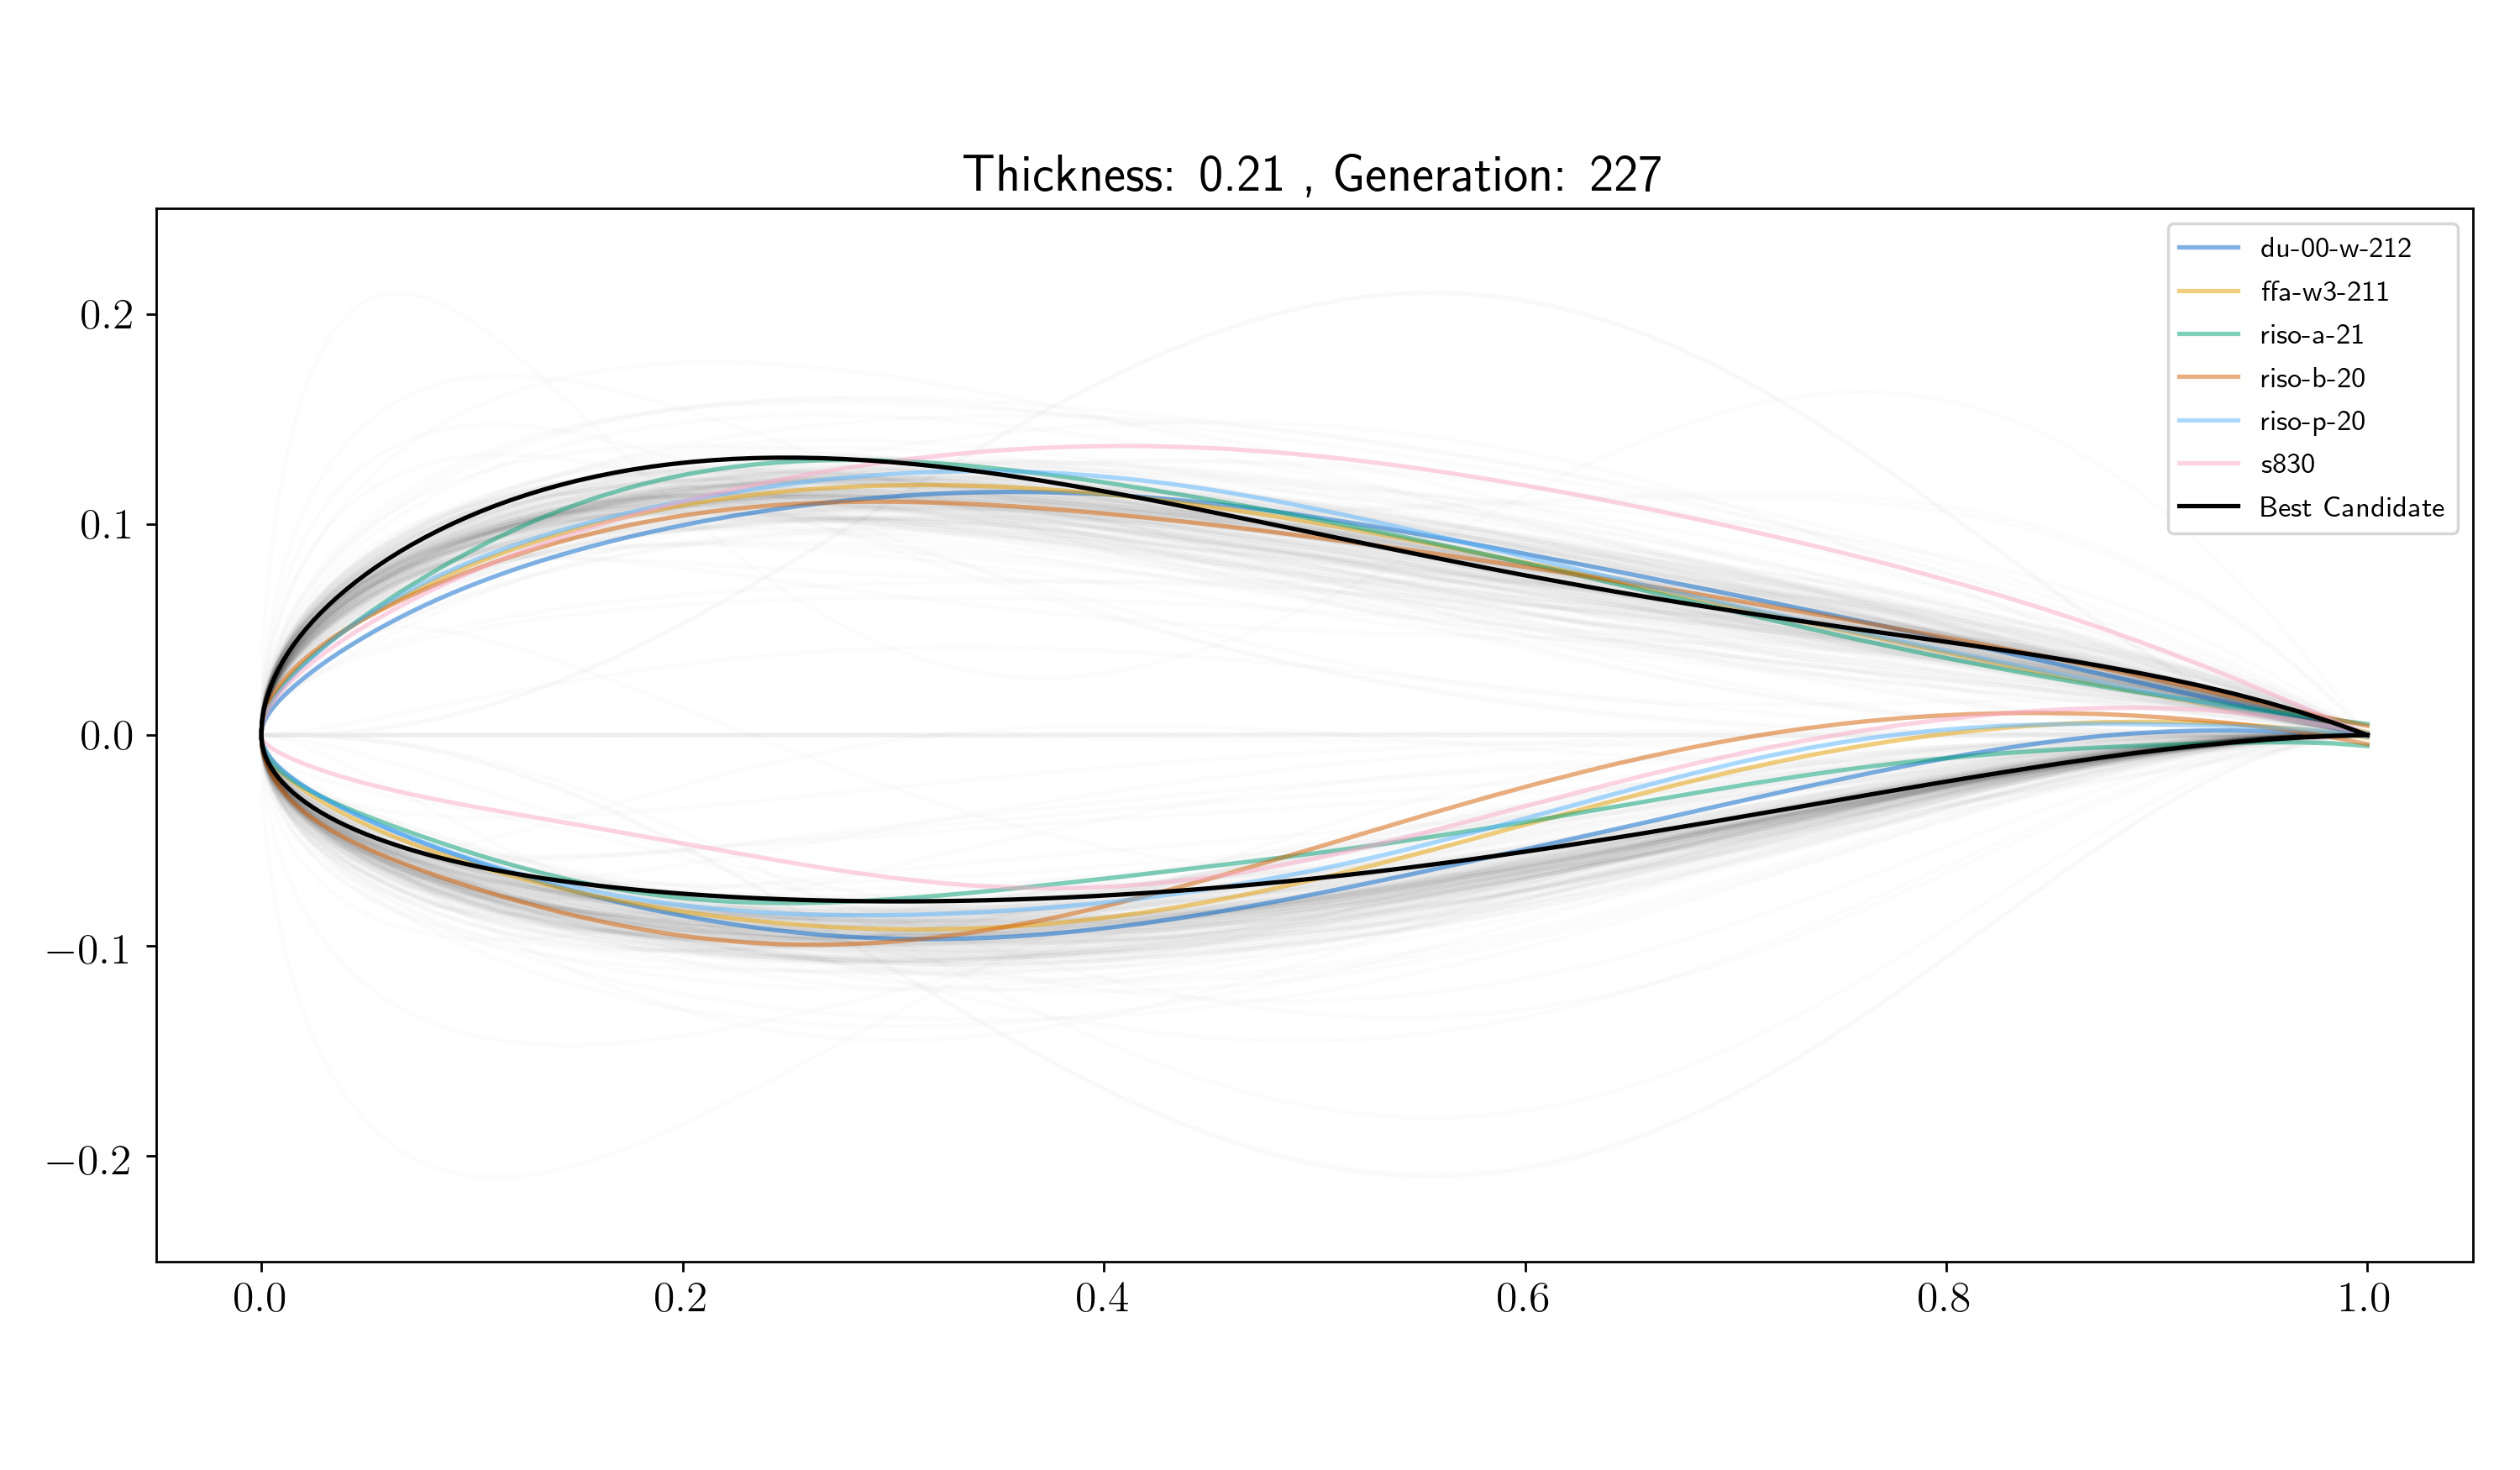 Thickness: 0.21 , Generation: 227
du-00-w-212
ffa-w3-211
riso-a-21
riso-b-20
riso-p-20
s830
Best Candidate
0.2
0.1
0.0
−0.1
−0.2
0.0 0.2 0.4 0.6 0.8 1.0